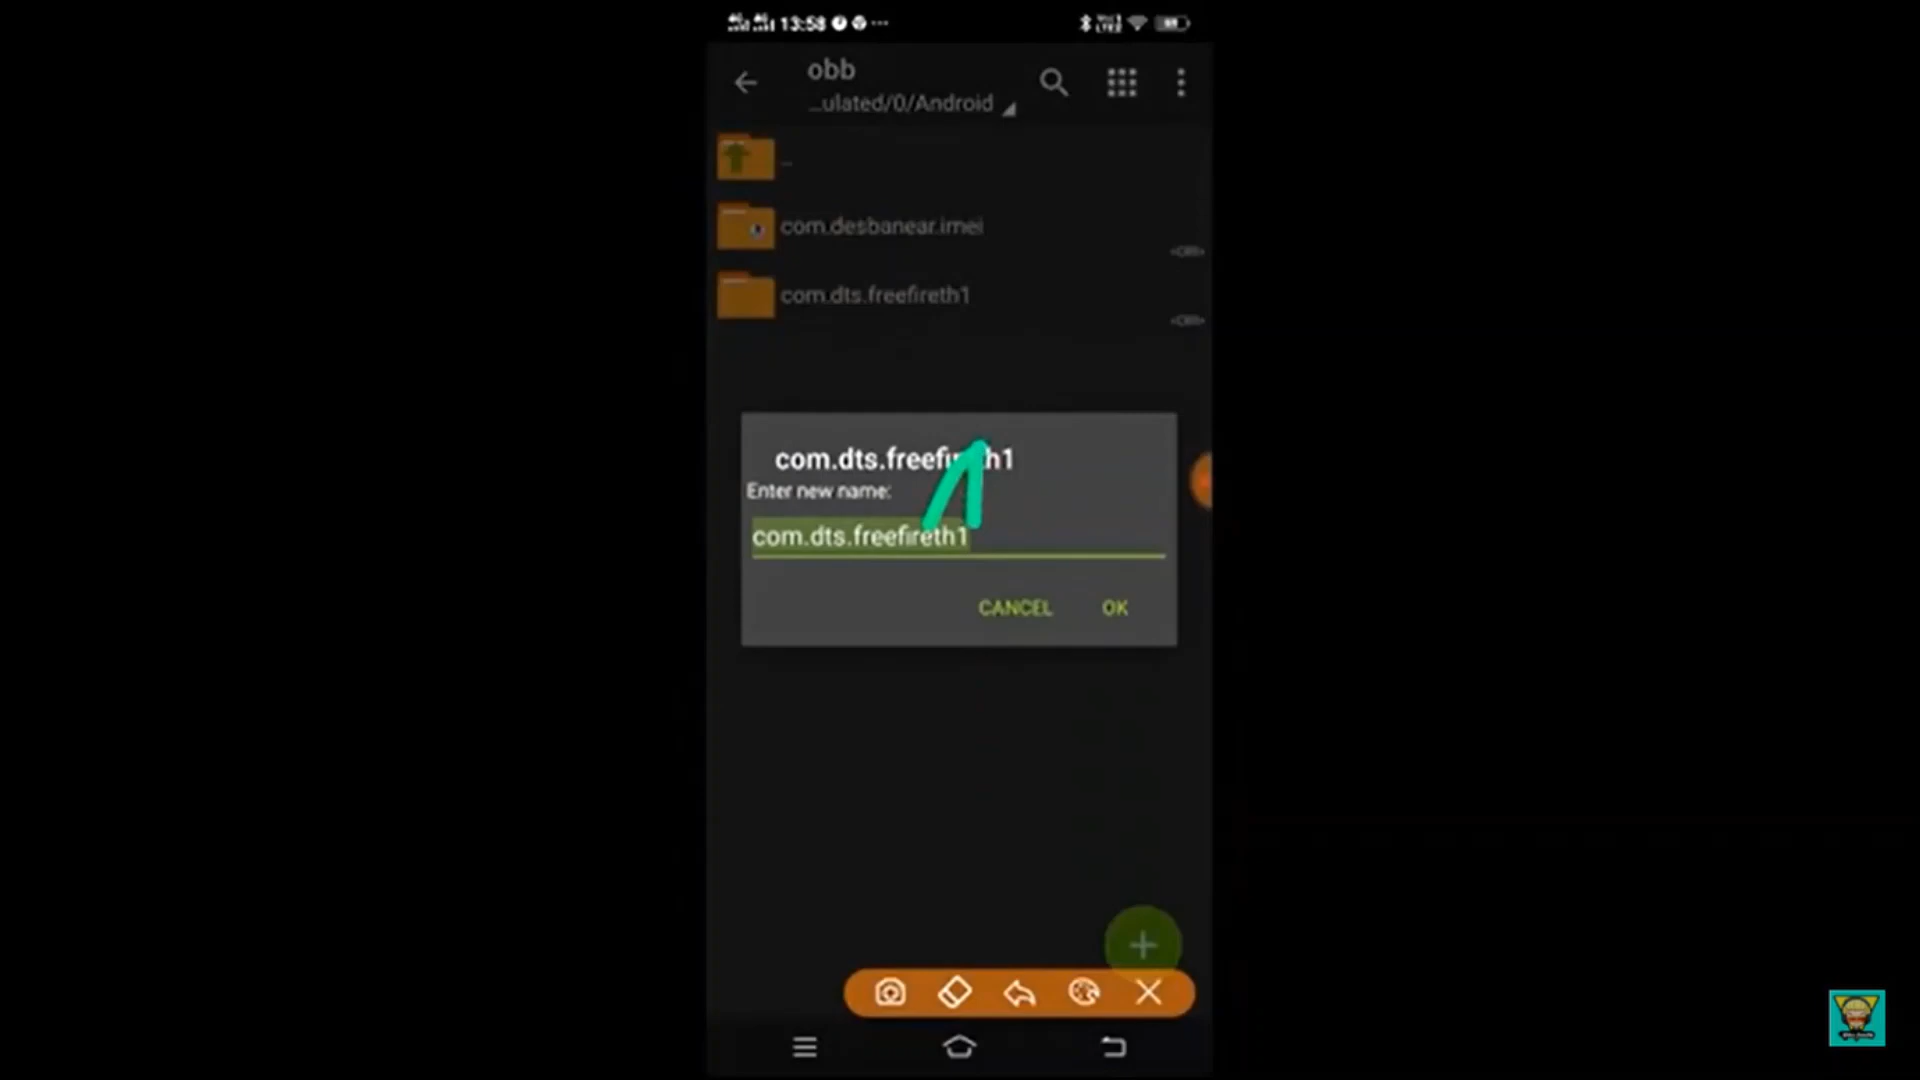 13:58
obb
...ulated/0/Android
..
com.desbanear.imei
com.dts.freefireth1
Enter new name:
com.dts.freefireth1
CANCEL OK